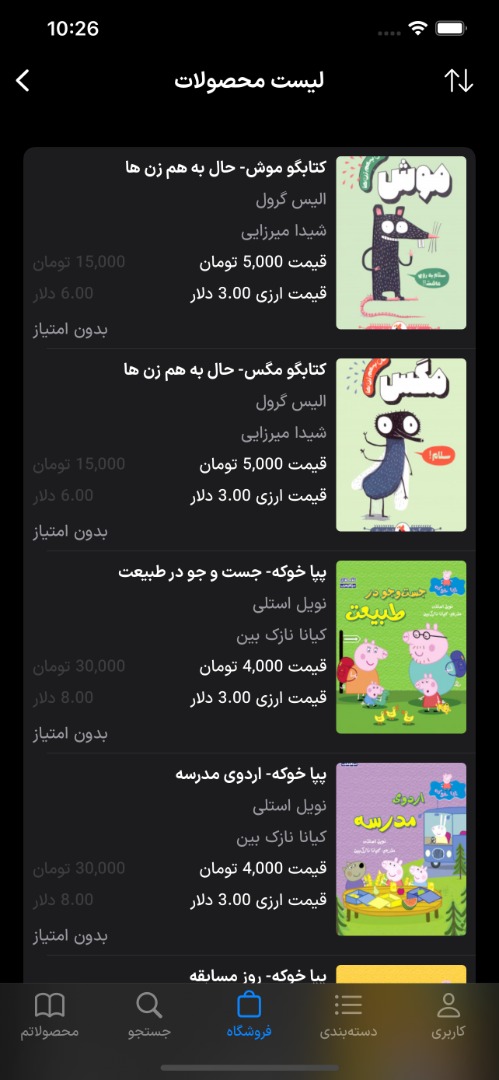 10:26
لیست محصولات
کتابگو موش- حال به هم زن ها
الیس گرول
شیدا میرزایی
قیمت 5,000 تومان
15,000 تومان
قیمت ارزی 3.00 دلار
6.00 دلار
بدون امتیاز
موش
سلام به روی ماهت!
کتابگو مگس- حال به هم زن ها
الیس گرول
شیدا میرزایی
قیمت 5,000 تومان
15,000 تومان
قیمت ارزی 3.00 دلار
6.00 دلار
بدون امتیاز
مگس
سلام!
پپا خوکه- جست و جو در طبیعت
نویل استلی
کیانا نازک بین
قیمت 4,000 تومان
30,000 تومان
قیمت ارزی 3.00 دلار
8.00 دلار
بدون امتیاز
جست‌وجو در
طبیعت
پپا خوکه- اردوی مدرسه
نویل استلی
کیانا نازک بین
قیمت 4,000 تومان
30,000 تومان
قیمت ارزی 3.00 دلار
8.00 دلار
بدون امتیاز
اردوی
مدرسه
پپا خوکه- روز مسابقه
کاربری
دسته‌بندی
فروشگاه
جستجو
محصولاتم